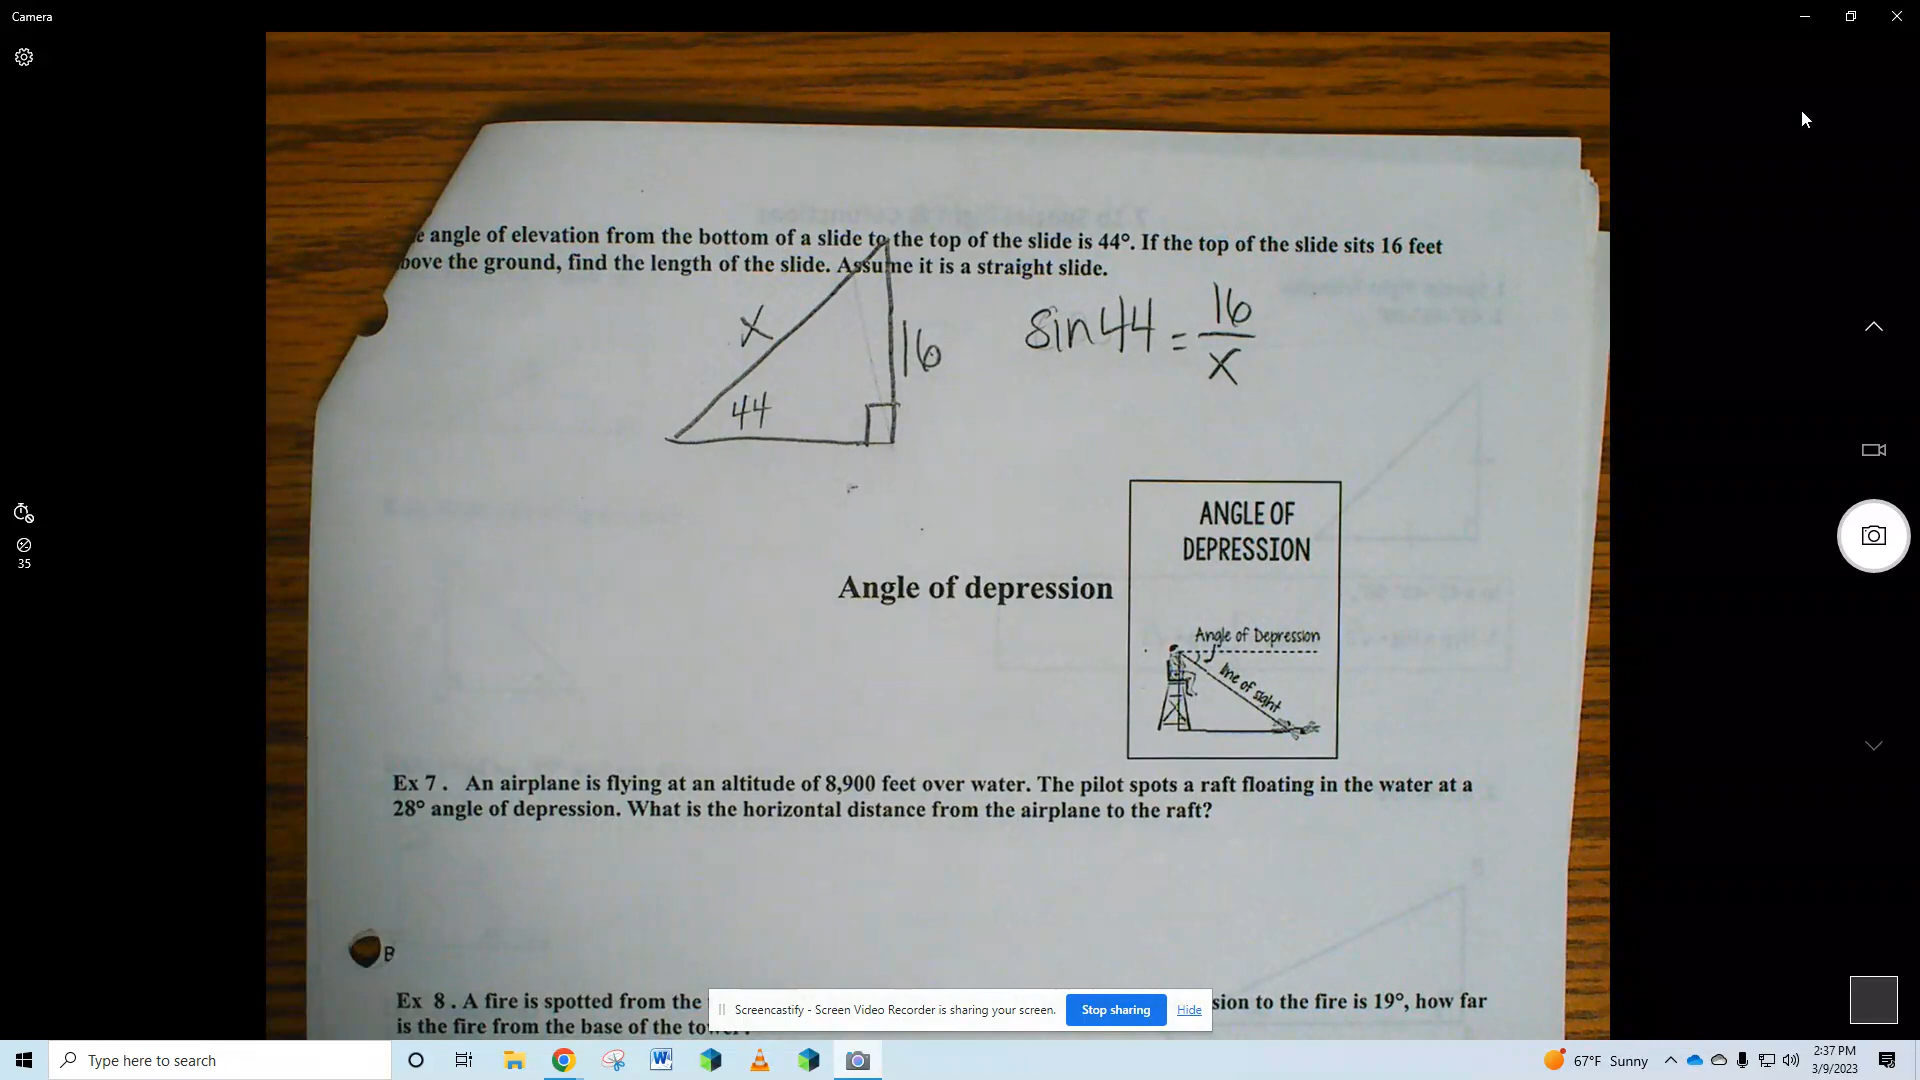 Camera
e angle of elevation from the bottom of a slide to the top of the slide is 44°. If the top of the slide sits 16 feet
bove the ground, find the length of the slide. Assume it is a straight slide.
X
16
44
sin 44 = 16/x
ANGLE OF
DEPRESSION
Angle of depression
Angle of Depression
line of sight
Ex 7 . An airplane is flying at an altitude of 8,900 feet over water. The pilot spots a raft floating in the water at a
28° angle of depression. What is the horizontal distance from the airplane to the raft?
B
Ex 8 . A fire is spotted from the sion to the fire is 19°, how far
is the fire from the base of the
35
Screencastify - Screen Video Recorder is sharing your screen.
Stop sharing
Hide
Type here to search
67°F Sunny
2:37 PM
3/9/2023